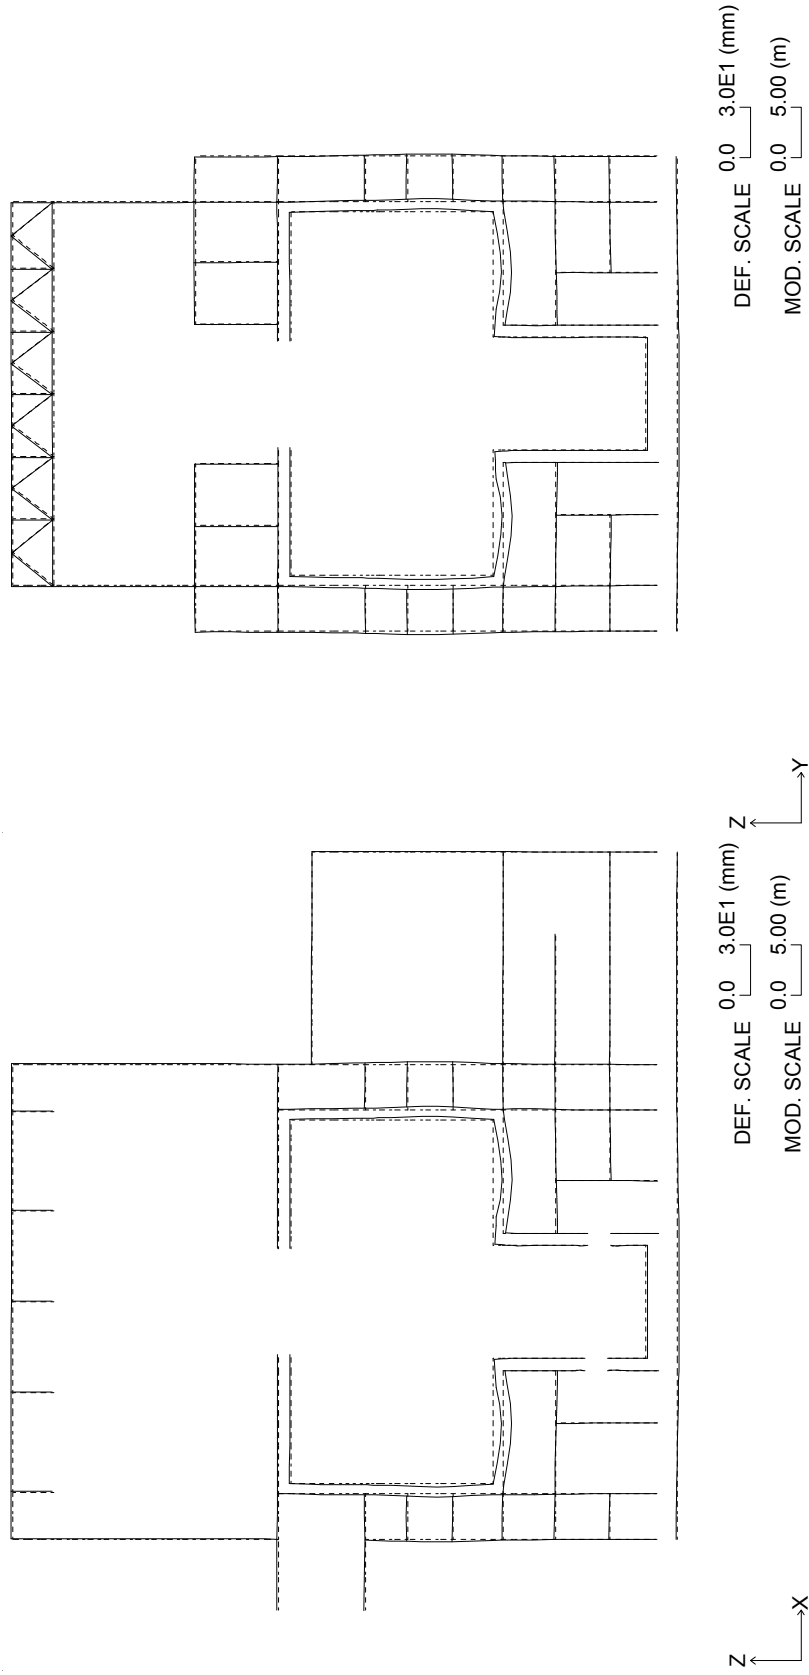 DEF. SCALE 0.0 3.0E1 (mm)
MOD. SCALE 0.0 5.00 (m)
Z
Y
DEF. SCALE 0.0 3.0E1 (mm)
MOD. SCALE 0.0 5.00 (m)
Z
X